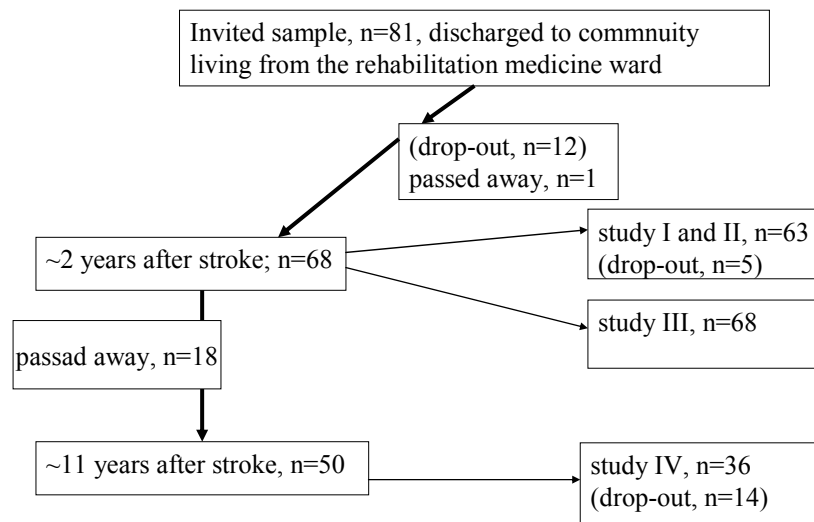 Invited sample, n=81, discharged to commnuity
living from the rehabilitation medicine ward
(drop-out, n=12)
passed away, n=1
~2 years after stroke; n=68
study I and II, n=63
(drop-out, n=5)
study III, n=68
passad away, n=18
~11 years after stroke, n=50
study IV, n=36
(drop-out, n=14)